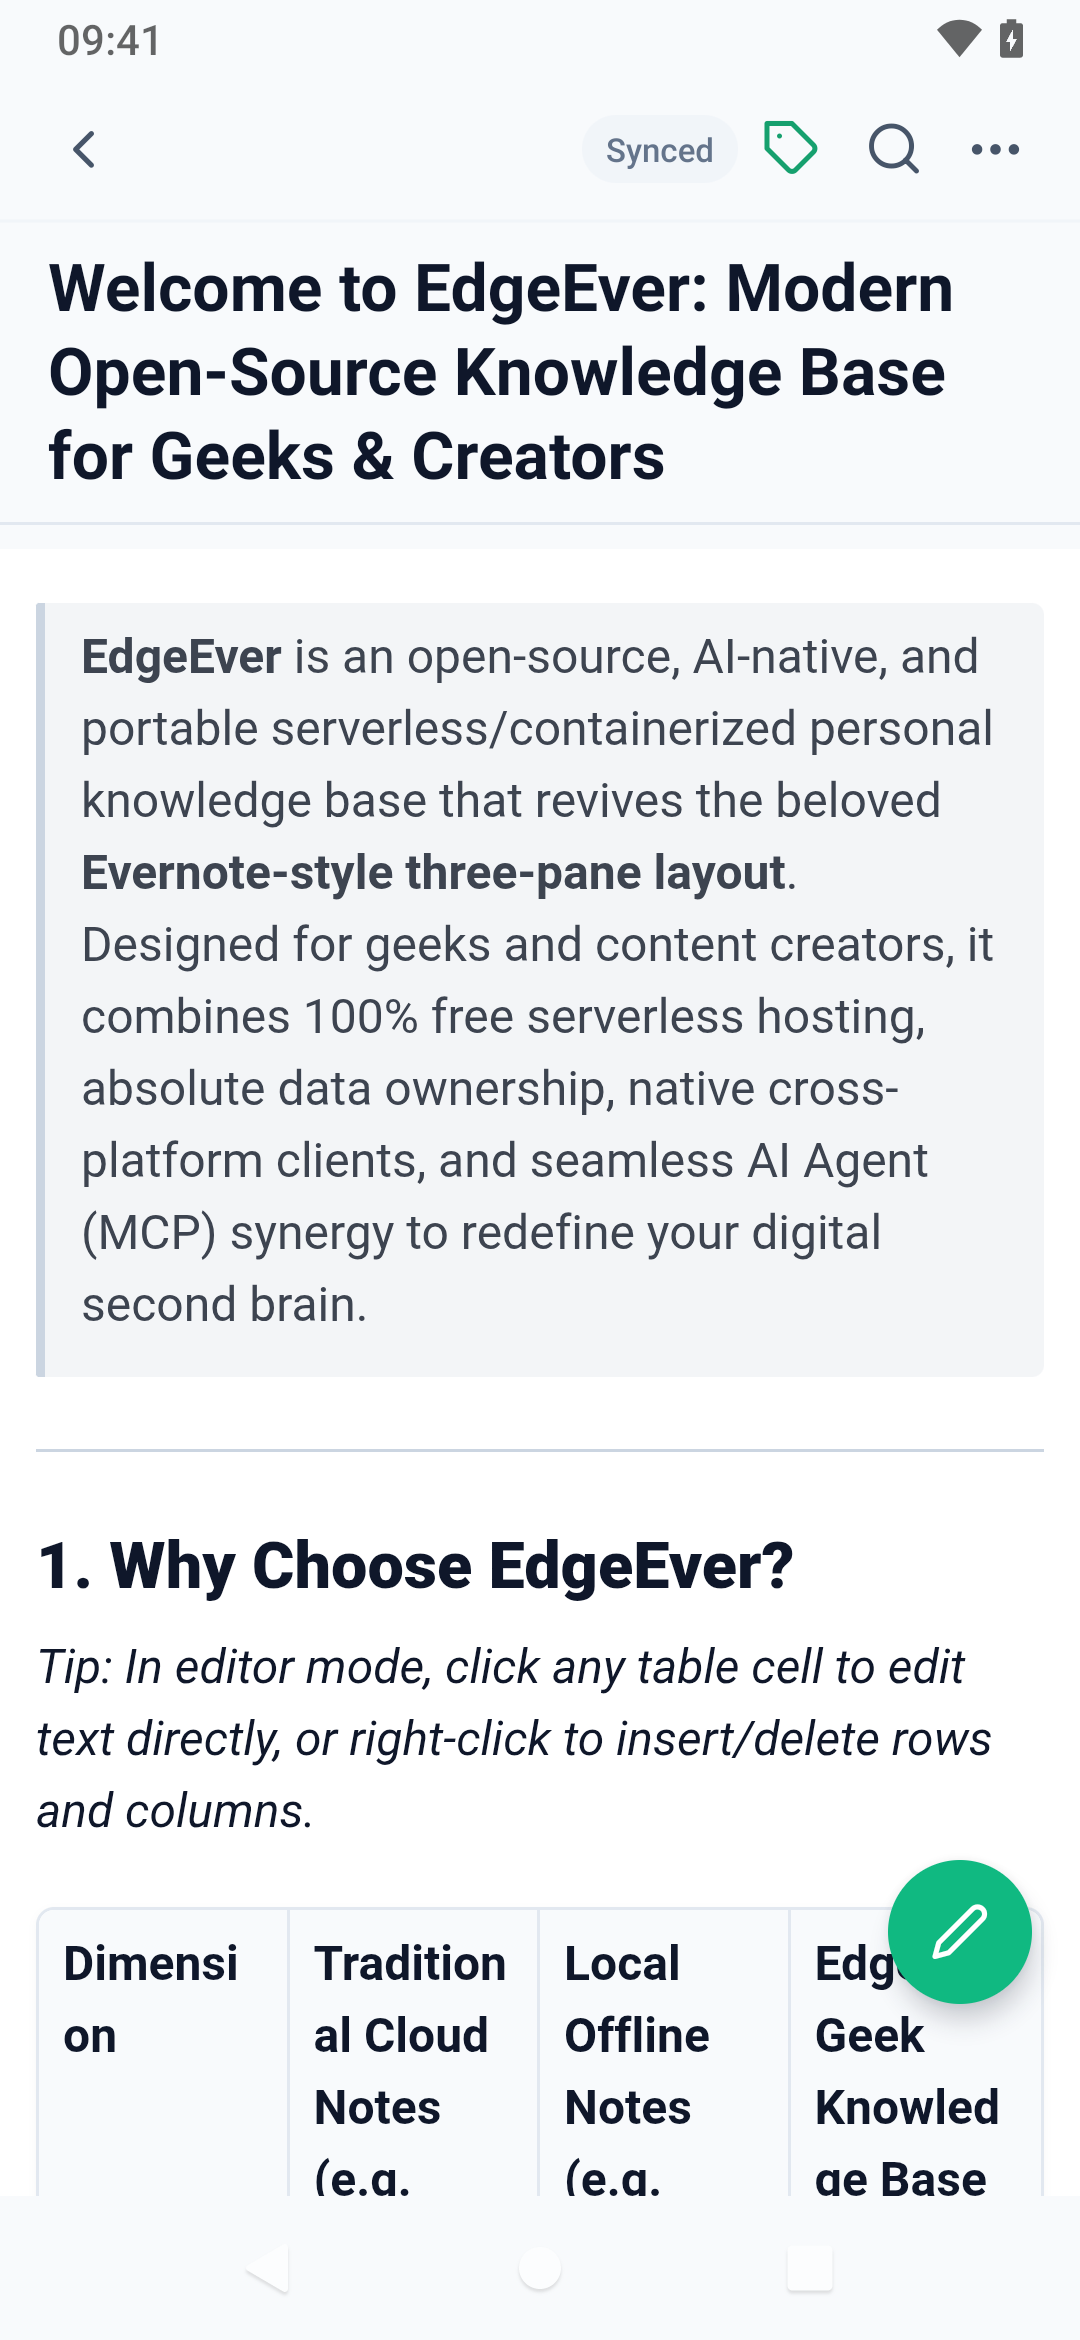 09:41
Synced
Welcome to EdgeEver: Modern
Open-Source Knowledge Base
for Geeks & Creators
EdgeEver is an open-source, AI-native, and
portable serverless/containerized personal
knowledge base that revives the beloved
Evernote-style three-pane layout.
Designed for geeks and content creators, it
combines 100% free serverless hosting,
absolute data ownership, native cross-
platform clients, and seamless AI Agent
(MCP) synergy to redefine your digital
second brain.
1. Why Choose EdgeEver?
Tip: In editor mode, click any table cell to edit
text directly, or right-click to insert/delete rows
and columns.
Dimensi
on
Tradition
al Cloud
Notes
(e.g.
Local
Offline
Notes
(e.g.
Geek
Knowled
ge Base